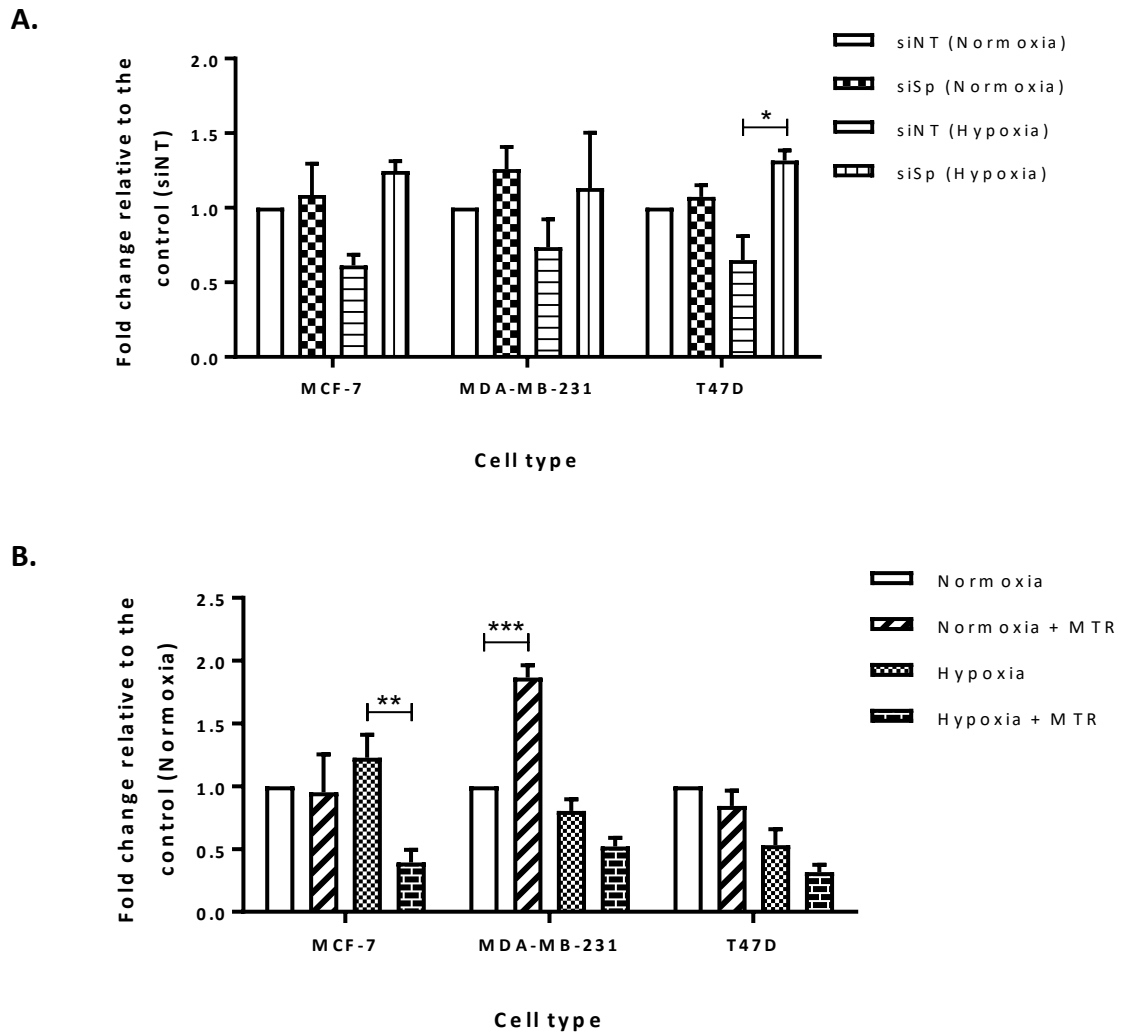 A.
Fold change relative to the
control (siNT)
2.0
1.5
1.0
0.5
0.0
*
siNT (Normoxia)
siSp (Normoxia)
siNT (Hypoxia)
siSp (Hypoxia)
MCF-7
MDA-MB-231
T47D
Cell type
B.
Fold change relative to the
control (Normoxia)
2.5
2.0
1.5
1.0
0.5
0.0
**
***
Normoxia
Normoxia + MTR
Hypoxia
Hypoxia + MTR
MCF-7
MDA-MB-231
T47D
Cell type